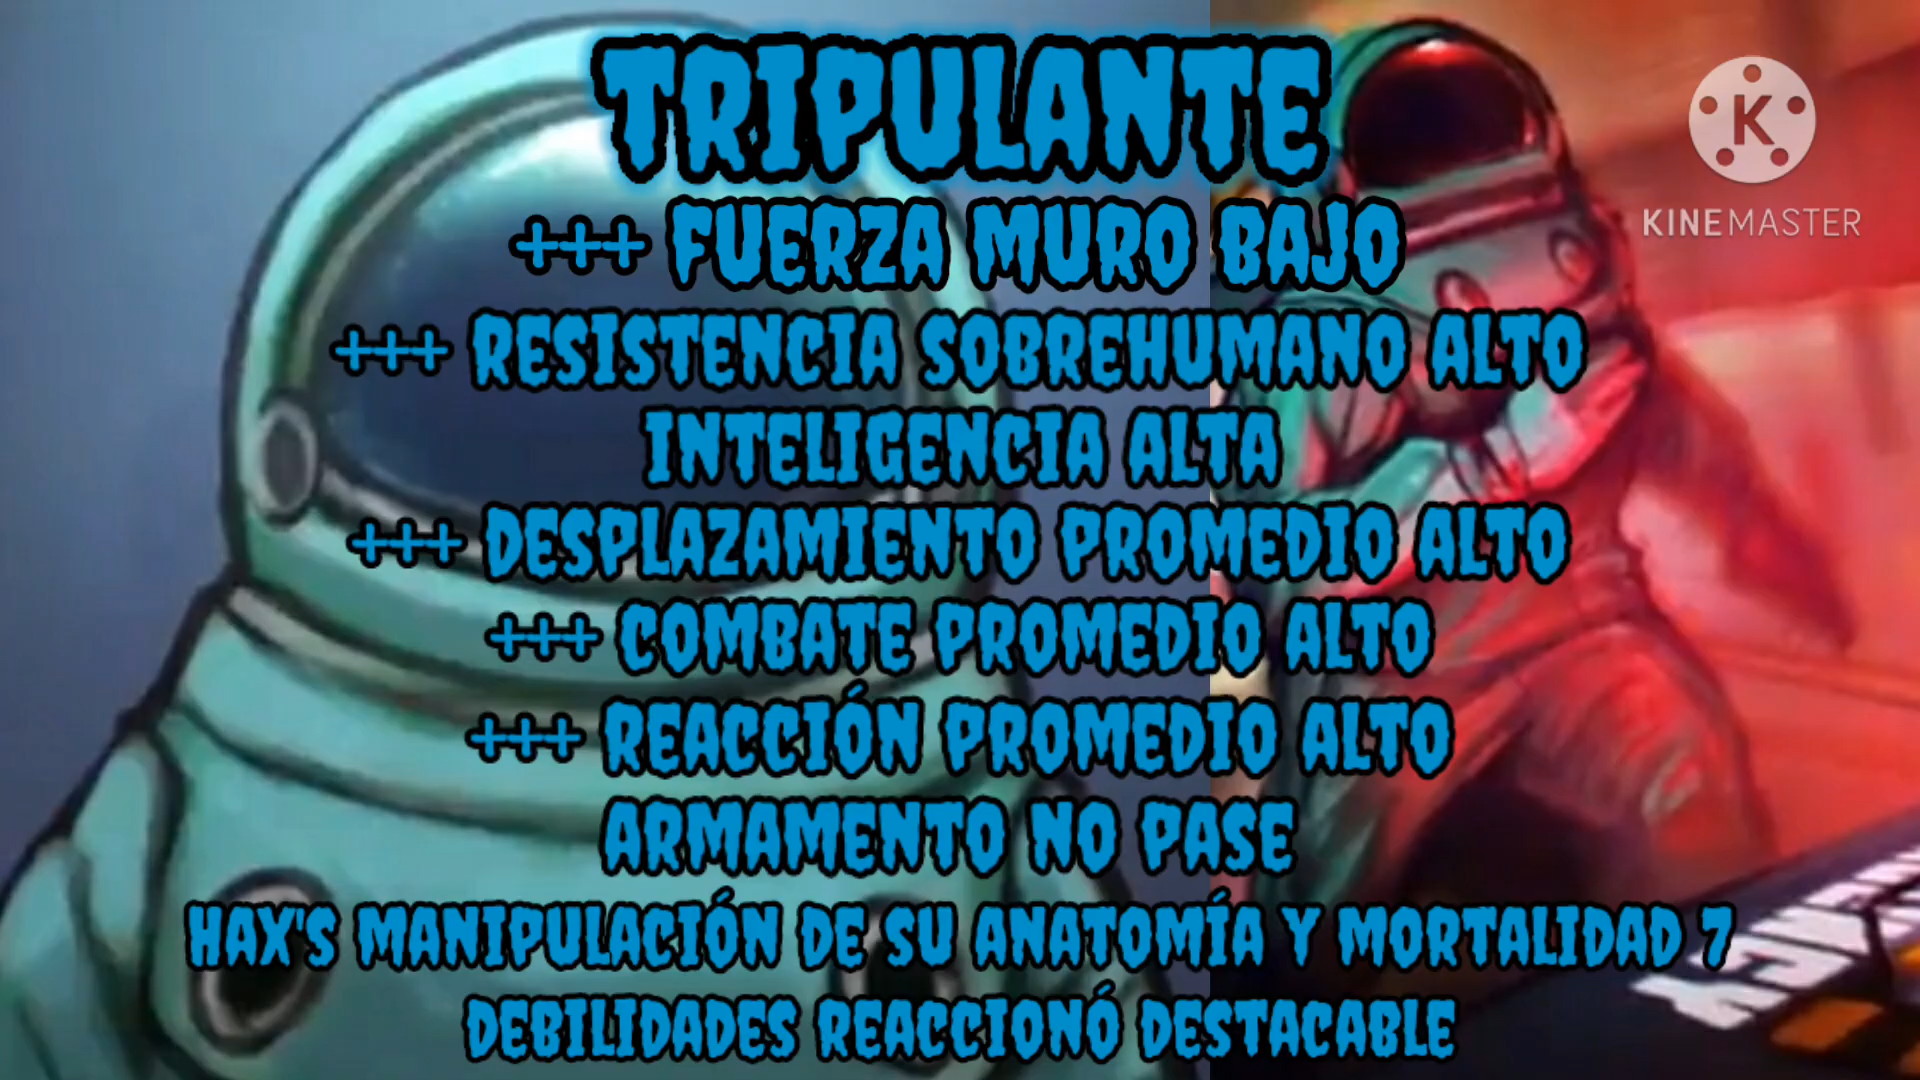 TRIPULANTE
+++ FUERZA MURO BAJO
+++ RESISTENCIA SOBREHUMANO ALTO
INTELIGENCIA ALTA
+++ DESPLAZAMIENTO PROMEDIO ALTO
+++ COMBATE PROMEDIO ALTO
+++ REACCIÓN PROMEDIO ALTO
ARMAMENTO NO PASE
HAX'S MANIPULACIÓN DE SU ANATOMÍA Y MORTALIDAD 7
DEBILIDADES REACCIONÓ DESTACABLE
K
KINEMASTER